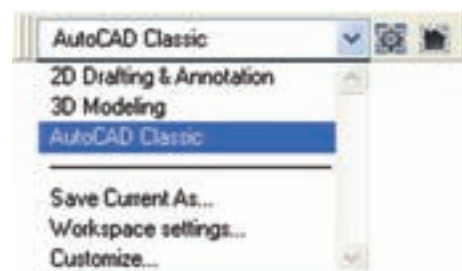 AutoCAD Classic
2D Drafting & Annotation
3D Modeling
AutoCAD Classic
Save Current As...
Workspace settings...
Customize...